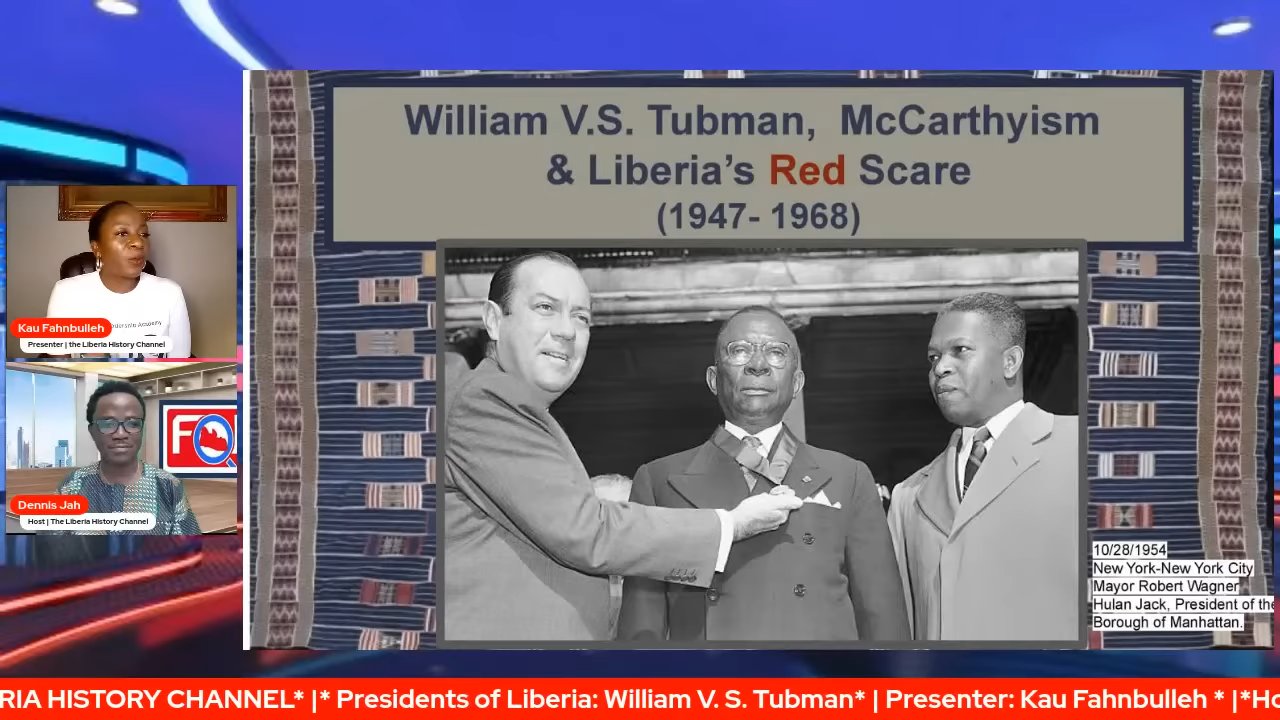 William V.S. Tubman, McCarthyism
& Liberia's Red Scare
(1947- 1968)
Kau Fahnbulleh
Presenter | the Liberia History Channel
Dennis Jah
Host | The Liberia History Channel
10/28/1954
New York-New York City
Mayor Robert Wagner
Hulan Jack, President of the
Borough of Manhattan.
RIA HISTORY CHANNEL* |* Presidents of Liberia: William V. S. Tubman* | Presenter: Kau Fahnbulleh * |*Ho